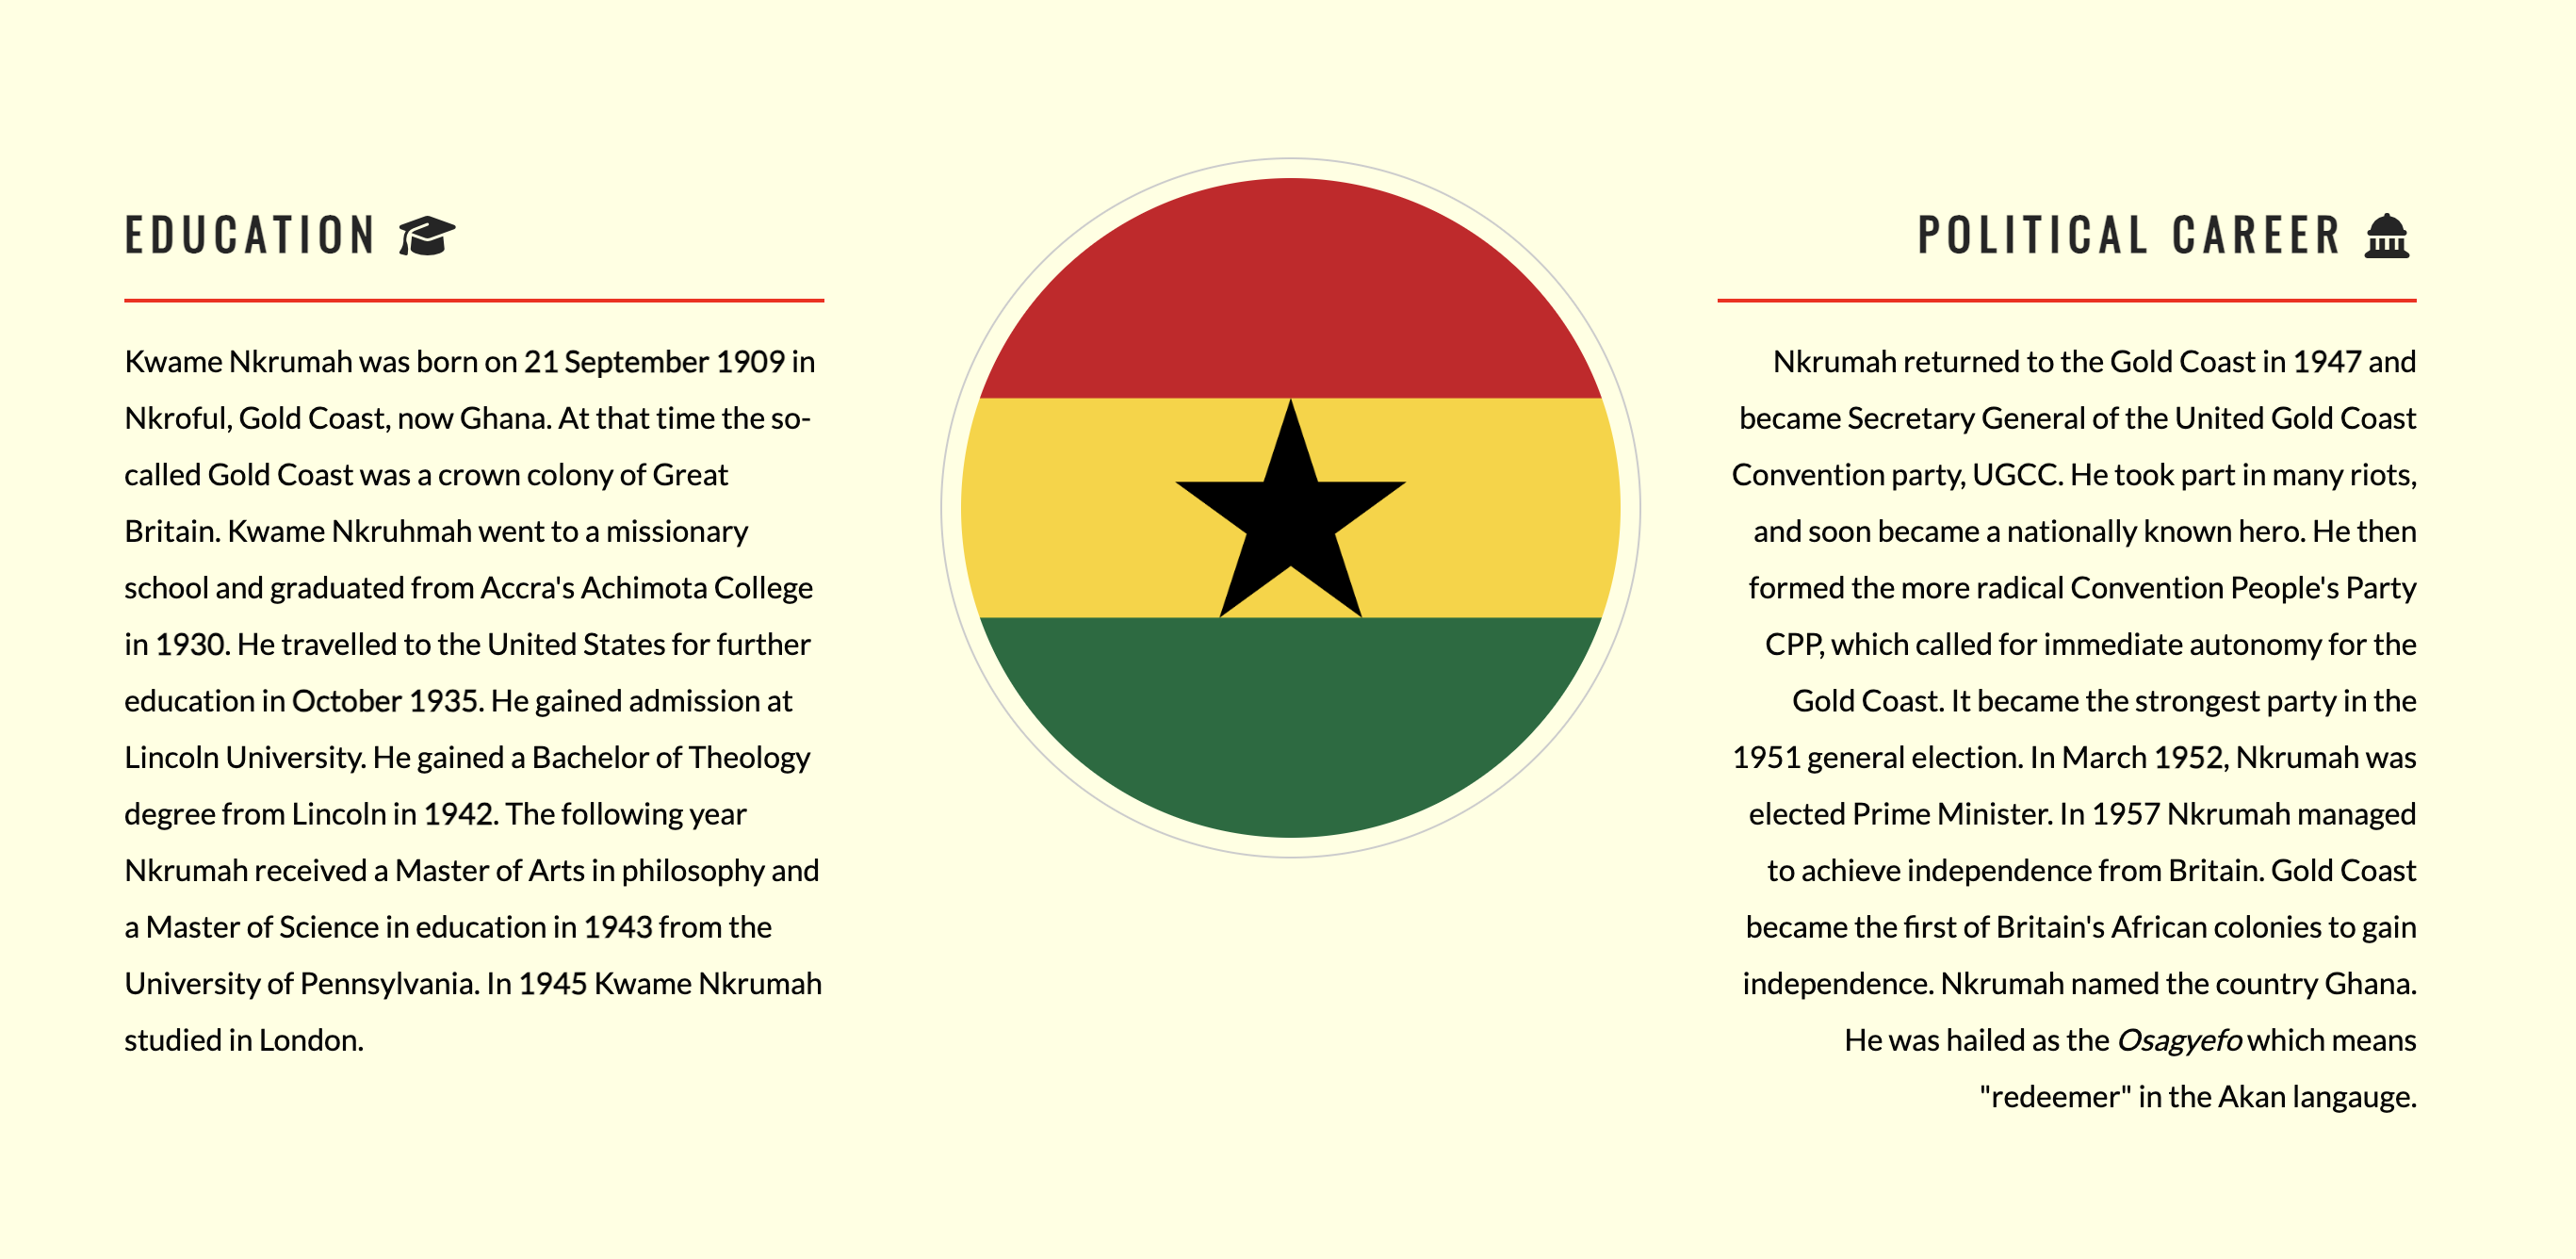 EDUCATION
Kwame Nkrumah was born on 21 September 1909 in
Nkroful, Gold Coast, now Ghana. At that time the so-
called Gold Coast was a crown colony of Great
Britain. Kwame Nkruhmah went to a missionary
school and graduated from Accra's Achimota College
in 1930. He travelled to the United States for further
education in October 1935. He gained admission at
Lincoln University. He gained a Bachelor of Theology
degree from Lincoln in 1942. The following year
Nkrumah received a Master of Arts in philosophy and
a Master of Science in education in 1943 from the
University of Pennsylvania. In 1945 Kwame Nkrumah
studied in London.
POLITICAL CAREER
Nkrumah returned to the Gold Coast in 1947 and
became Secretary General of the United Gold Coast
Convention party, UGCC. He took part in many riots,
and soon became a nationally known hero. He then
formed the more radical Convention People's Party
CPP, which called for immediate autonomy for the
Gold Coast. It became the strongest party in the
1951 general election. In March 1952, Nkrumah was
elected Prime Minister. In 1957 Nkrumah managed
to achieve independence from Britain. Gold Coast
became the first of Britain's African colonies to gain
independence. Nkrumah named the country Ghana.
He was hailed as the Osagyefo which means
"redeemer" in the Akan langauge.